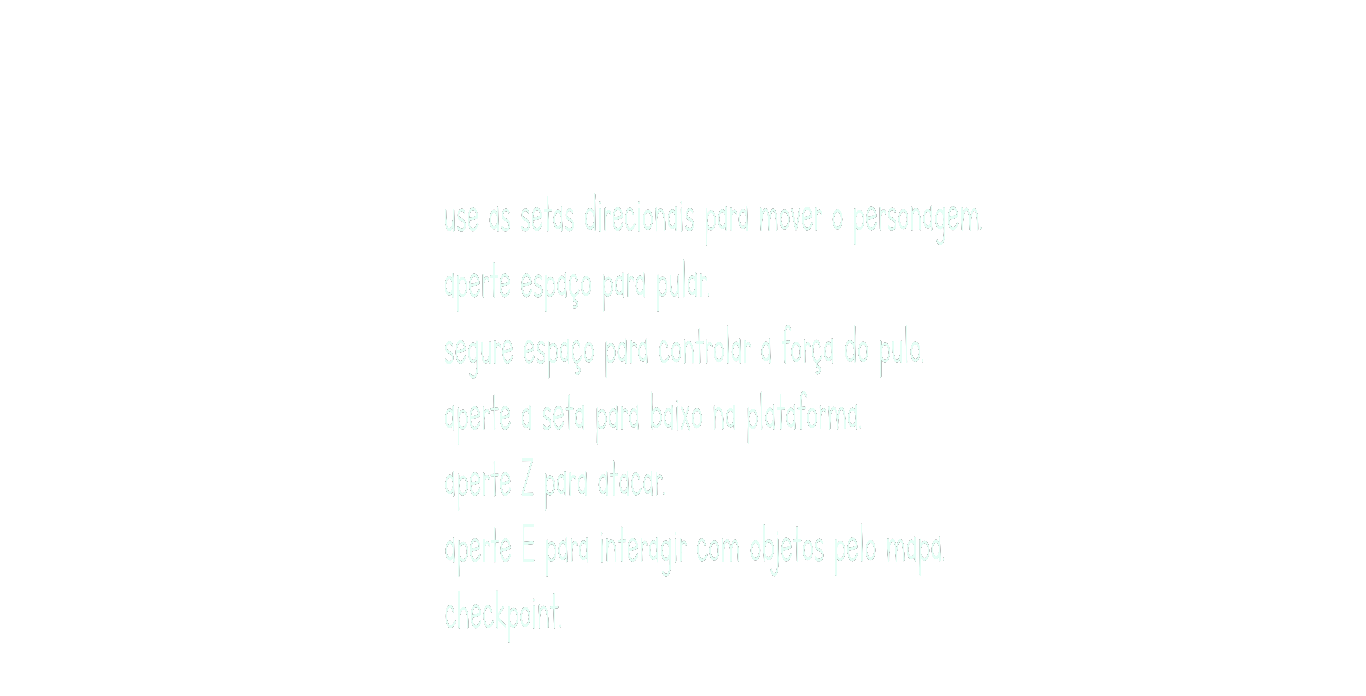 use as setas direcionais para mover o personagem.
aperte espaço para pular.
segure espaço para controlar a força do pulo.
aperte a seta para baixo na plataforma.
aperte Z para atacar.
aperte E para interagir com objetos pelo mapa.
checkpoint.